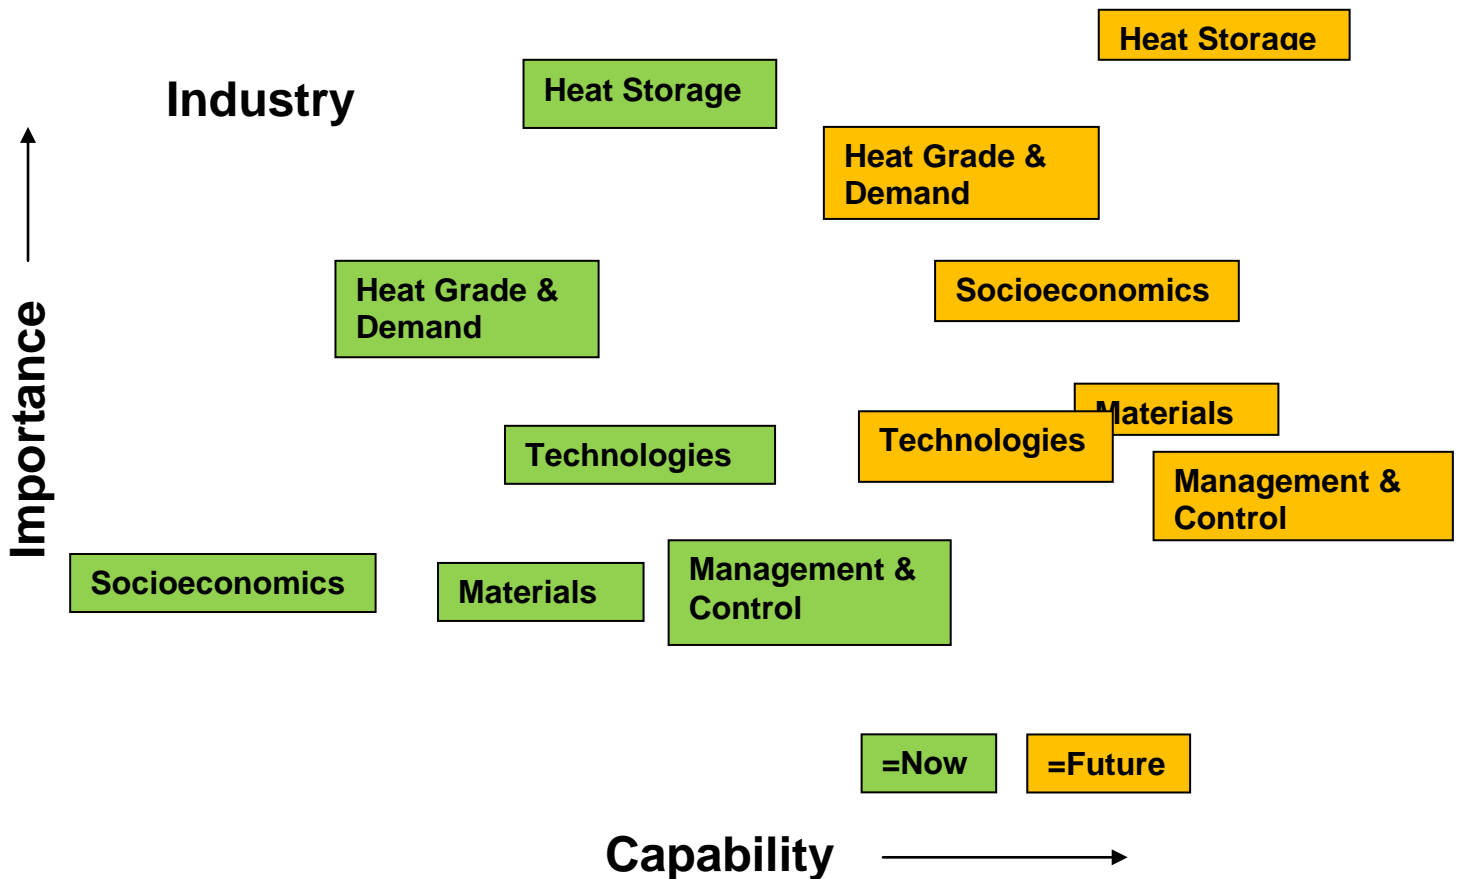 Heat Storage
Industry
Heat Storage
Heat Grade &
Demand
Heat Grade &
Demand
Socioeconomics
Importance
Materials
Technologies
Technologies
Management &
Control
Socioeconomics
Materials
Management &
Control
=Now
=Future
Capability